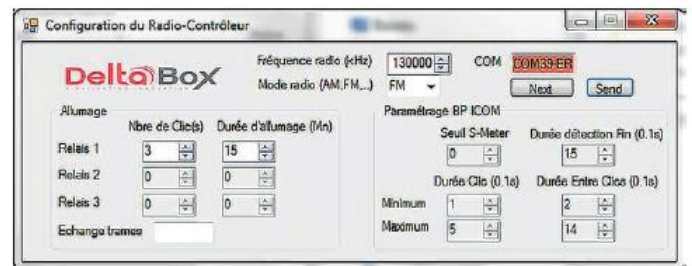 Configuration du Radio-Contrôleur
Delta Box
Fréquence radio (kHz) 130000 COM COM39-ER
Mode radio (AM,FM,...) FM Next Send
Allumage
Nbre de Clic(s) Durée d'allumage (Mn)
Relais 1 3 15
Relais 2 0 0
Relais 3 0 0
Echange trames
Paramétrage BP ICOM
Seuil S-Meter Durée détection Fin (0.1s)
0 15
Durée Clic (0.1s) Durée Entre Clics (0.1s)
Minimum 1 2
Maximum 5 14